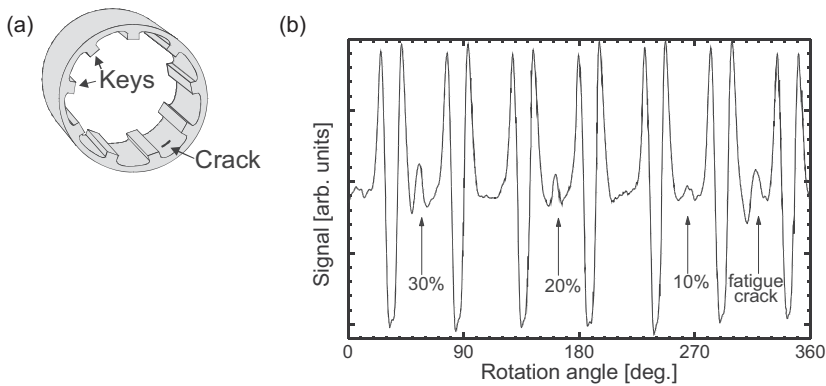 (a)
Keys
Crack
(b)
Signal [arb. units]
30%
20%
10%
fatigue
crack
0
90
180
270
360
Rotation angle [deg.]